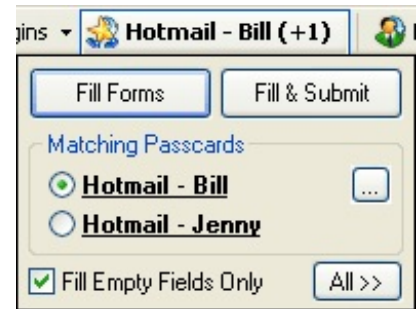 gins Hotmail - Bill (+1)
Fill Forms Fill & Submit
Matching Passcards
Hotmail - Bill ...
Hotmail - Jenny
Fill Empty Fields Only All >>